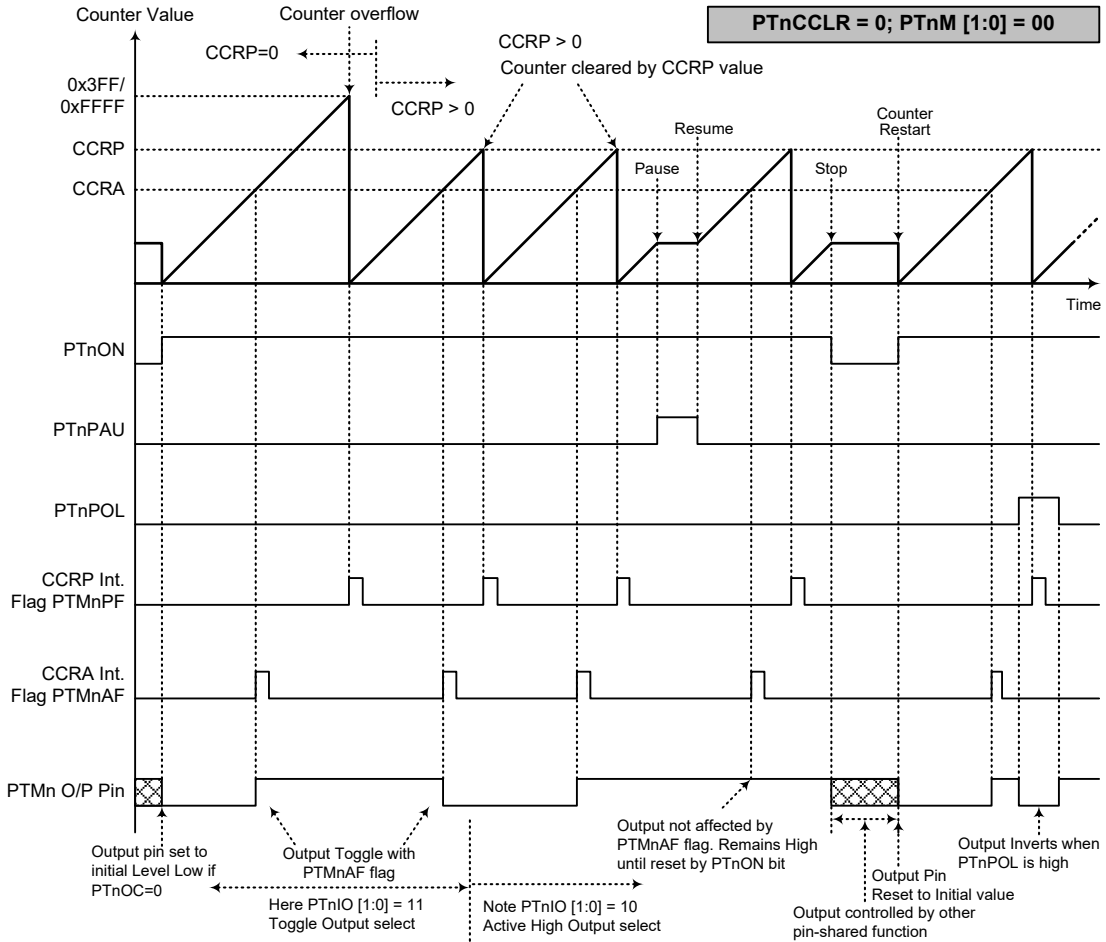 Counter Value
Counter overflow
PTnCCLR = 0; PTnM [1:0] = 00
CCRP=0
CCRP > 0
CCRP > 0
Counter cleared by CCRP value
0x3FF/
0xFFFF
CCRP
CCRA
Pause
Resume
Stop
Counter
Restart
Time
PTnON
PTnPAU
PTnPOL
CCRP Int.
Flag PTMnPF
CCRA Int.
Flag PTMnAF
PTMn O/P Pin
Output pin set to
initial Level Low if
PTnOC=0
Output Toggle with
PTMnAF flag
Here PTnIO [1:0] = 11
Toggle Output select
Note PTnIO [1:0] = 10
Active High Output select
Output not affected by
PTMnAF flag. Remains High
until reset by PTnON bit
Output Pin
Reset to Initial value
Output controlled by other
pin-shared function
Output Inverts when
PTnPOL is high